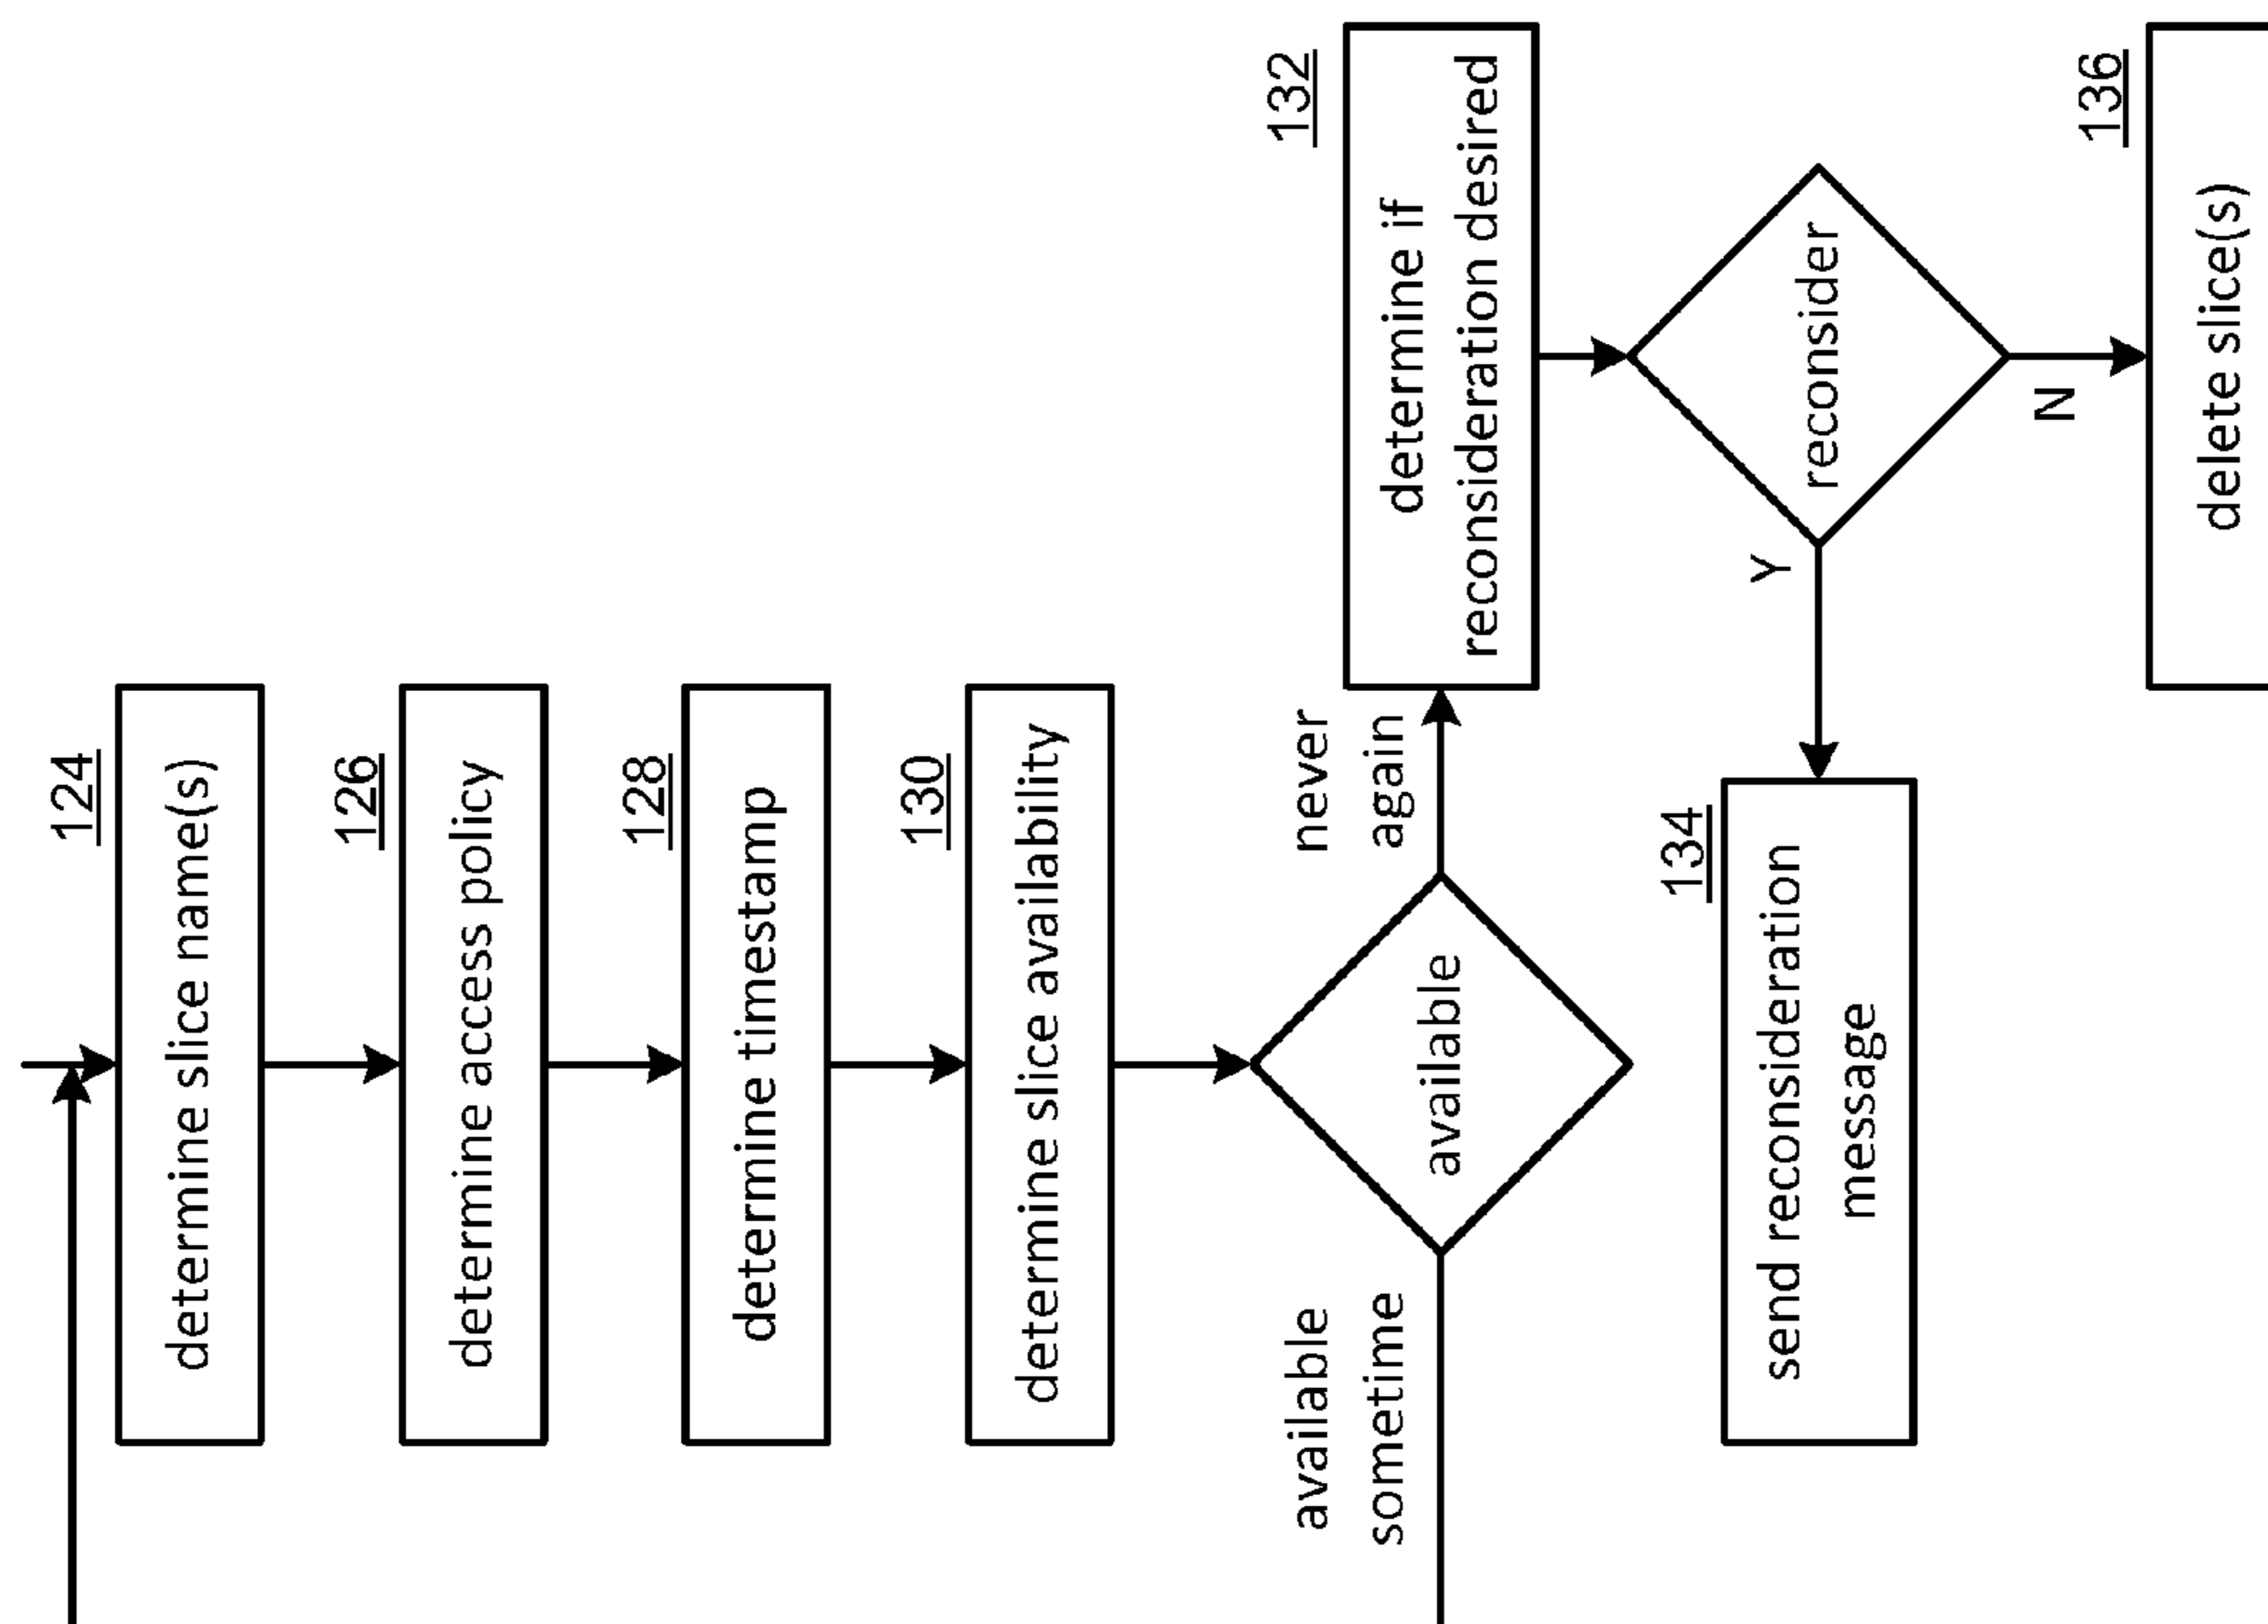 124
determine slice name(s)
126
determine access policy
128
determine timestamp
130
determine slice availability
available
available
sometime
never
again
132
determine if
reconsideration desired
reconsider
Y
N
134
send reconsideration
message
136
delete slice(s)